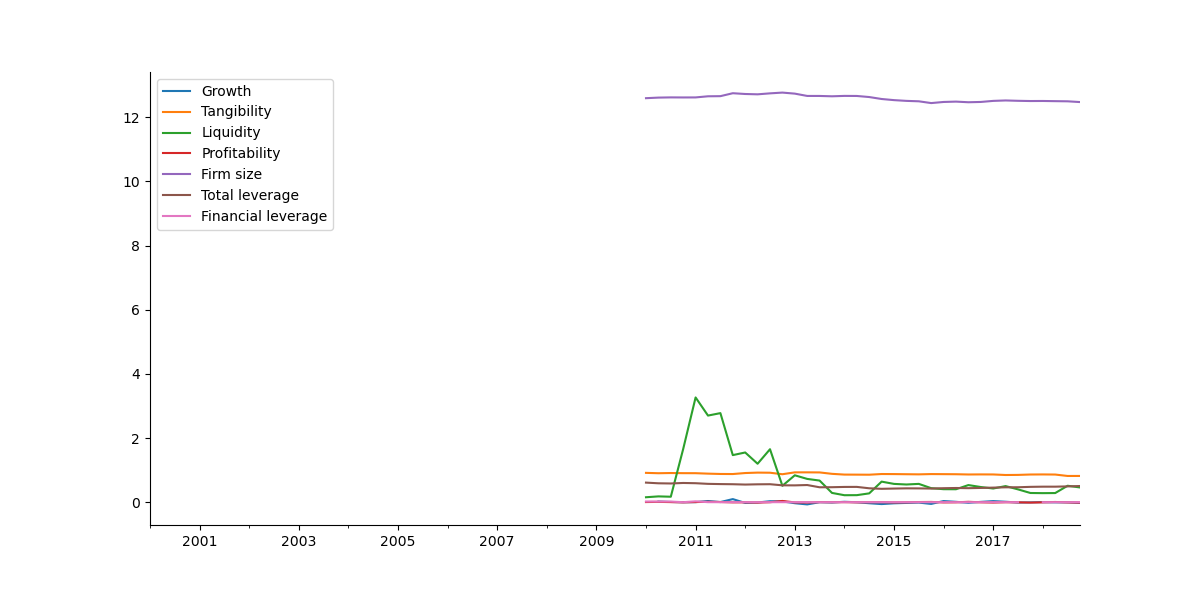 Growth
Tangibility
Liquidity
Profitability
Firm size
Total leverage
Financial leverage
12
10
8
6
4
2
0
2001 2003 2005 2007 2009 2011 2013 2015 2017